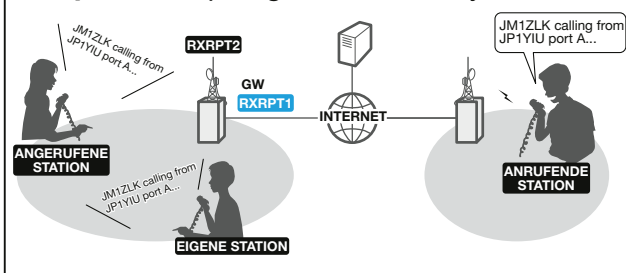 JM1ZLK calling from
JP1YIU port A...
RXRPT2
GW
RXRPT1
INTERNET
JM1ZLK calling from
JP1YIU port A...
ANGERUFENE
STATION
JM1ZLK calling from
JP1YIU port A...
EIGENE STATION
ANRUFENDE
STATION